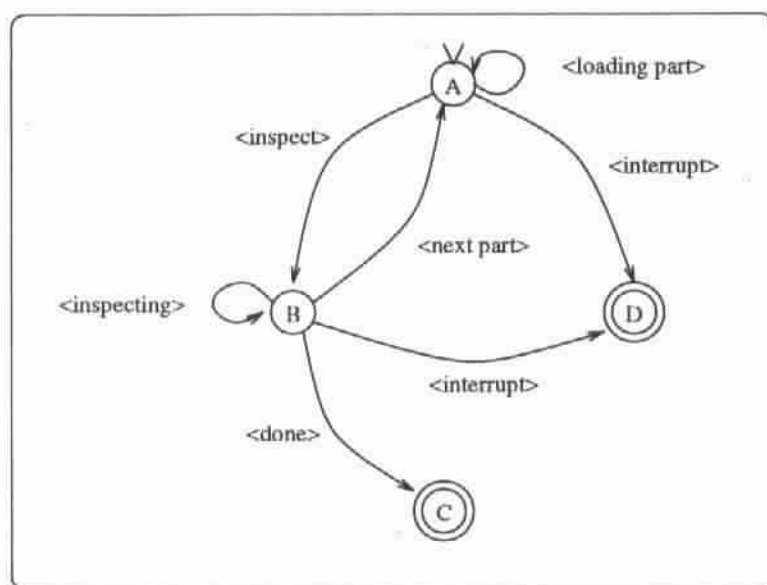 A
<loading part>
<inspect>
<interrupt>
<next part>
<inspecting>
B
D
<interrupt>
<done>
C